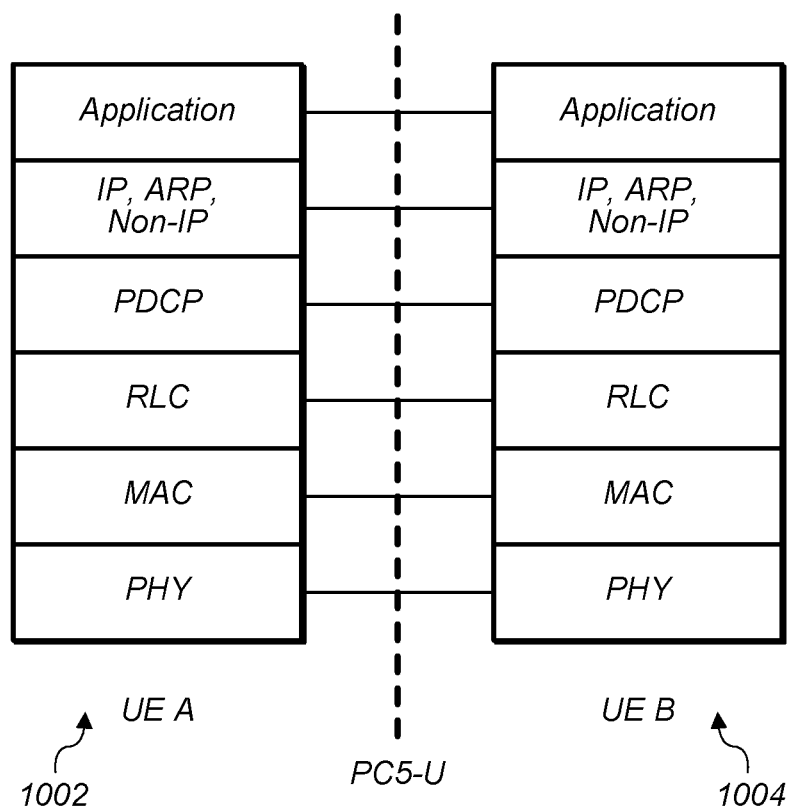 Application
Application
IP, ARP,
Non-IP
IP, ARP,
Non-IP
PDCP
PDCP
RLC
RLC
MAC
MAC
PHY
PHY
UE A
UE B
PC5-U
1002
1004